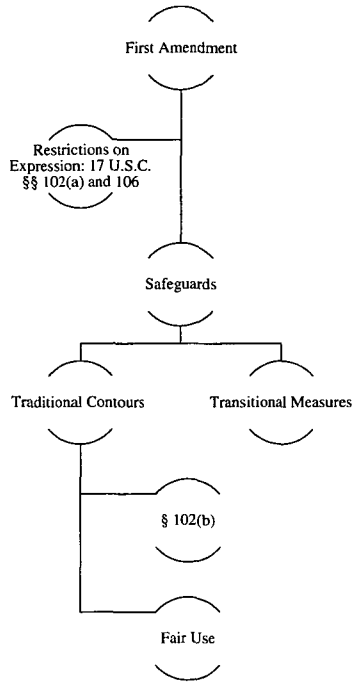 First Amendment
Restrictions on
Expression: 17 U.S.C.
§§ 102(a) and 106
Safeguards
Traditional Contours
Transitional Measures
§ 102(b)
Fair Use